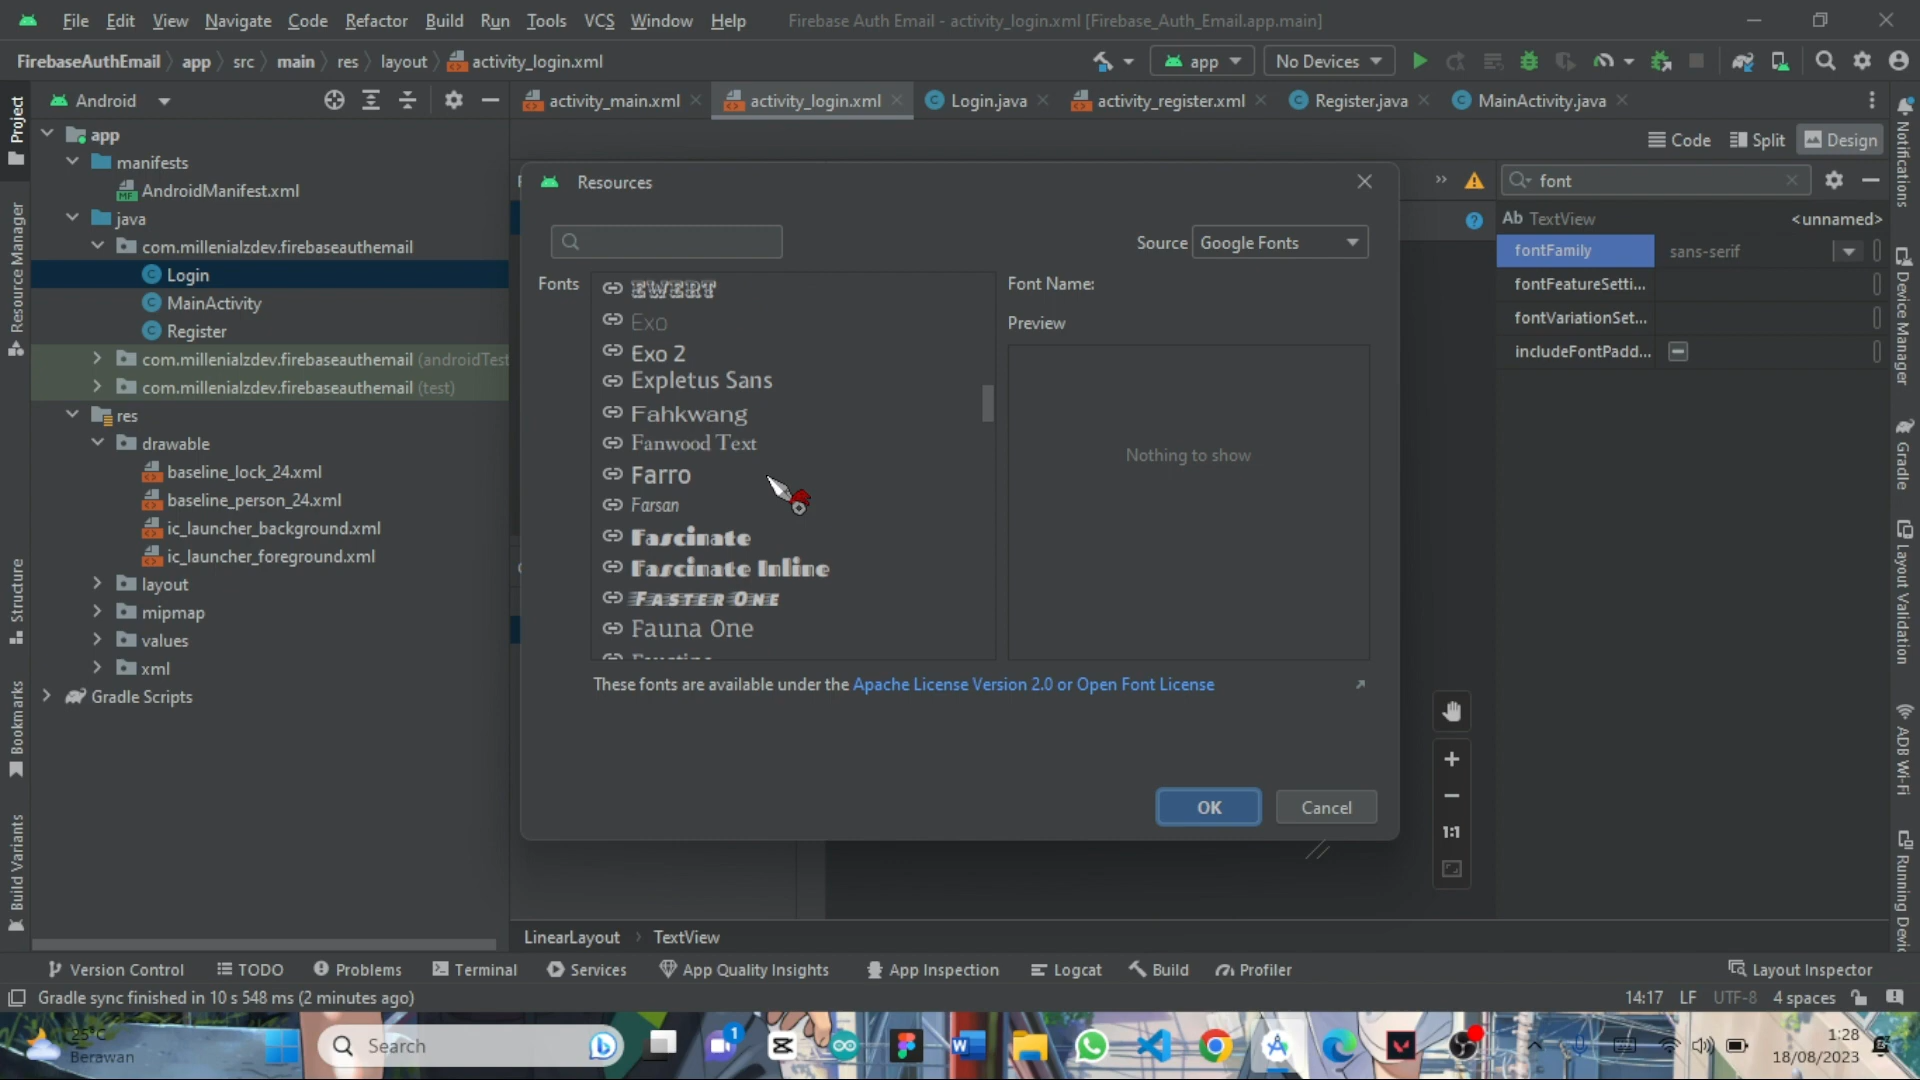 File Edit View Navigate Code Refactor Build Run Tools VCS Window Help Firebase Auth Email - activity_login.xml [Firebase_Auth_Email.app.main]
FirebaseAuthEmail app src main res layout activity_login.xml
app No Devices
Project
Android
activity_main.xml activity_login.xml Login.java activity_register.xml Register.java MainActivity.java
Code Split Design
app
manifests
AndroidManifest.xml
java
com.millenialzdev.firebaseauthemail
Login
MainActivity
Register
com.millenialzdev.firebaseauthemail (androidTest
com.millenialzdev.firebaseauthemail (test)
res
drawable
baseline_lock_24.xml
baseline_person_24.xml
ic_launcher_background.xml
ic_launcher_foreground.xml
layout
mipmap
values
xml
Gradle Scripts
Resource Manager
Structure
Bookmarks
Build Variants
Resources
Source Google Fonts
Fonts
EWERT
Exo
Exo 2
Expletus Sans
Fahkwang
Fanwood Text
Farro
Farsan
Fascinate
Fascinate Inline
Faster One
Fauna One
Faustina
Font Name:
Preview
Nothing to show
These fonts are available under the Apache License Version 2.0 or Open Font License
OK Cancel
font
Ab TextView <unnamed>
fontFamily sans-serif
fontFeatureSetti...
fontVariationSet...
includeFontPadd...
1:1
Notifications
Device Manager
Gradle
Layout Validation
ADB Wi-Fi
Running Devic
LinearLayout TextView
Version Control TODO Problems Terminal Services App Quality Insights App Inspection Logcat Build Profiler Layout Inspector
Gradle sync finished in 10 s 548 ms (2 minutes ago) 14:17 LF UTF-8 4 spaces
25°C
Berawan
Search
1
1:28
18/08/2023